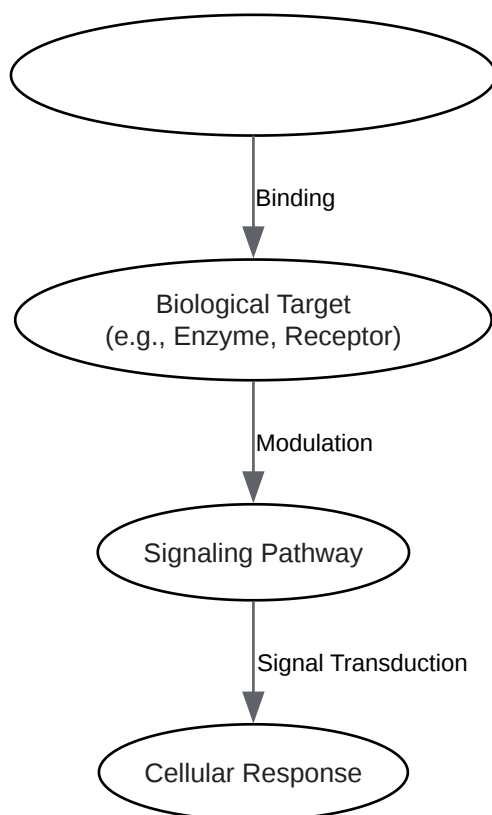 Binding
Biological Target
(e.g., Enzyme, Receptor)
Modulation
Signaling Pathway
Signal Transduction
Cellular Response